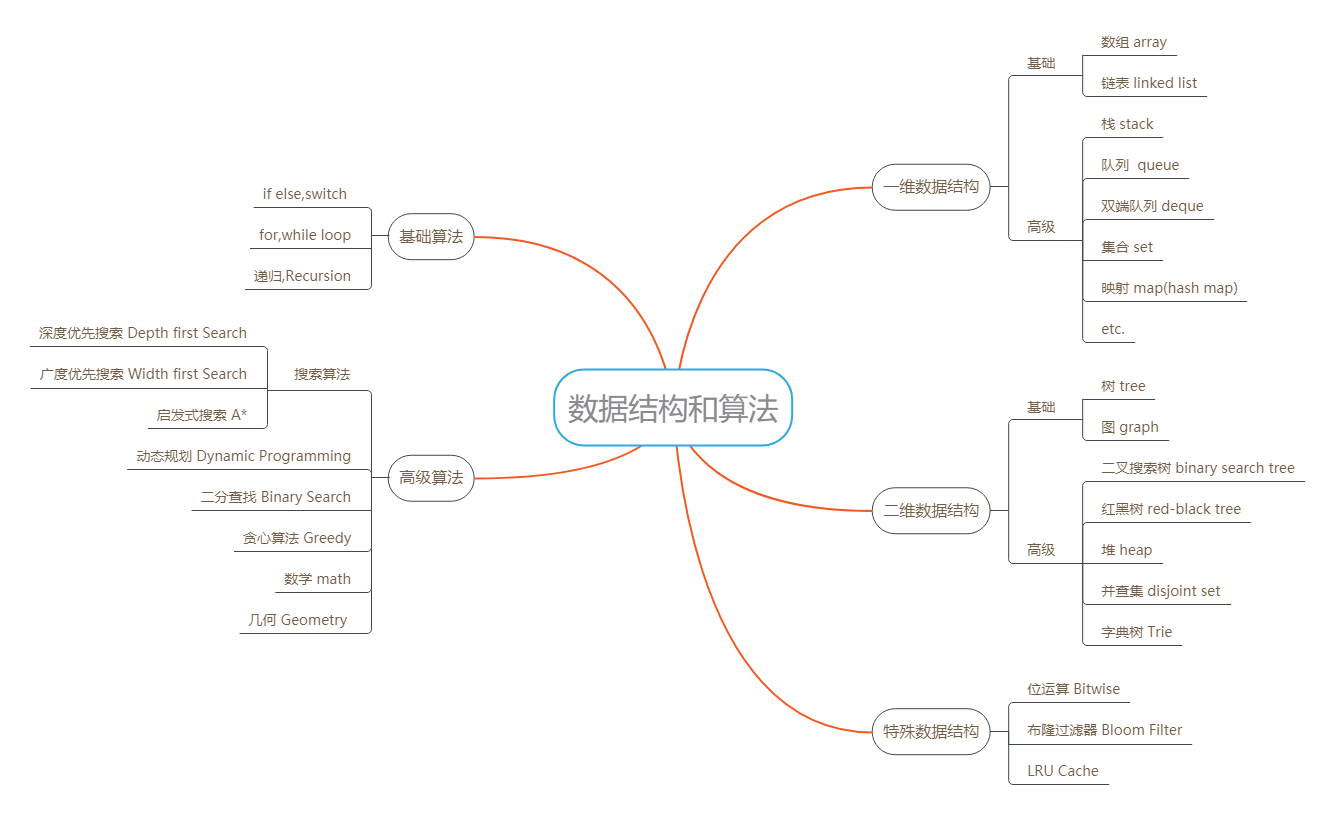 数据结构和算法
一维数据结构
基础
数组 array
链表 linked list
高级
栈 stack
队列  queue
双端队列 deque
集合 set
映射 map(hash map)
etc.
二维数据结构
基础
树 tree
图 graph
高级
二叉搜索树 binary search tree
红黑树 red-black tree
堆 heap
并查集 disjoint set
字典树 Trie
特殊数据结构
位运算 Bitwise
布隆过滤器 Bloom Filter
LRU Cache
基础算法
if else,switch
for,while loop
递归,Recursion
高级算法
搜索算法
深度优先搜索 Depth first Search
广度优先搜索 Width first Search
启发式搜索 A*
动态规划 Dynamic Programming
二分查找 Binary Search
贪心算法 Greedy
数学 math
几何 Geometry